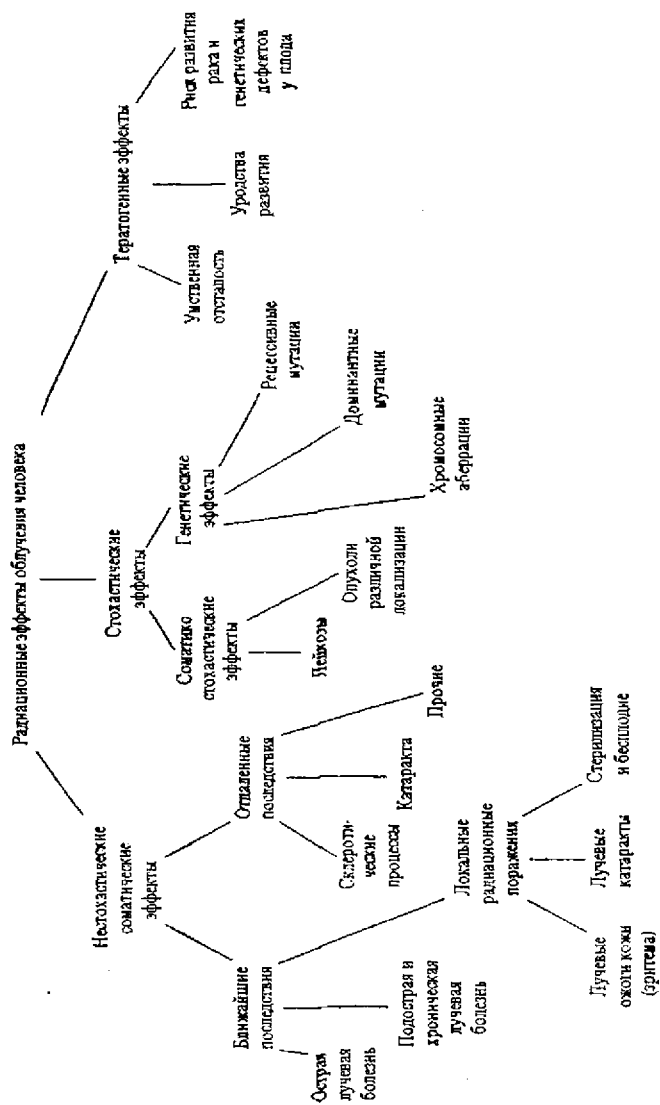 Радиационные эффекты облучения человека
Нестохастические
соматические
эффекты
Стохастические
эффекты
Тератогенные эффекты
Ближайшие
последствия
Отдаленные
последствия
Соматико
стохастические
эффекты
Генетические
эффекты
Умственная
отсталость
Уродства
развития
Риск развития
рака и
генетических
дефектов
у плода
Острая
лучевая
болезнь
Подострая и
хроническая
лучевая
болезнь
Локальные
радиационные
поражения
Склероти-
ческие
процессы
Катаракта
Прочие
Лейкозы
Опухоли
различной
локализации
Рецессивные
мутации
Доминантные
мутации
Хромосомные
аберрации
Лучевые
ожоги кожи
(эритема)
Лучевые
катаракты
Стерилизация
и бесплодие